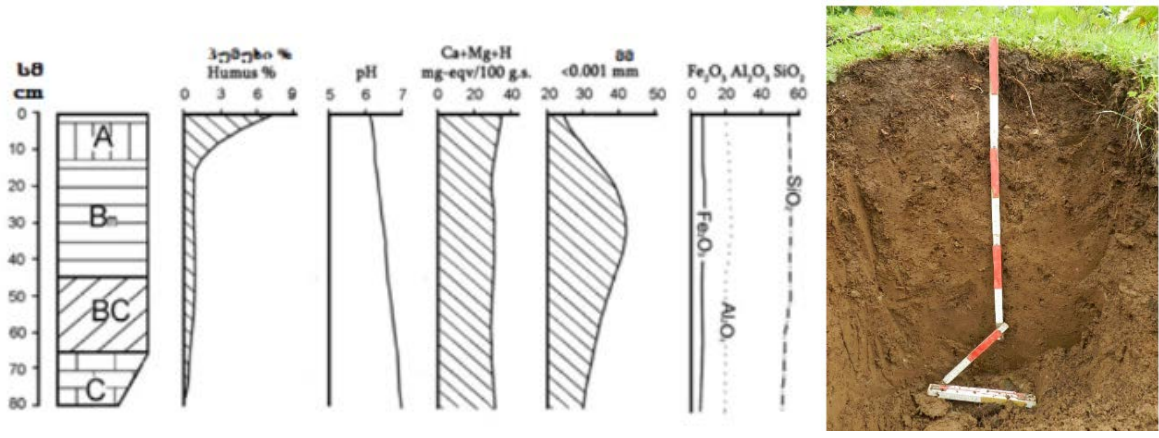 სმ
cm
ჰუმუსი %
Humus %
pH
Ca+Mg+H
mg-eqv/100 g.s.
მმ
<0.001 mm
Fe₂O₃ Al₂O₃ SiO₂
0 3 6 9
5 6 7
0 20 40
20 30 40 50
0 20 40 60
0
10
20
30
40
50
60
70
80
A
Bm
BC
C
Fe₂O₃
Al₂O₃
SiO₂